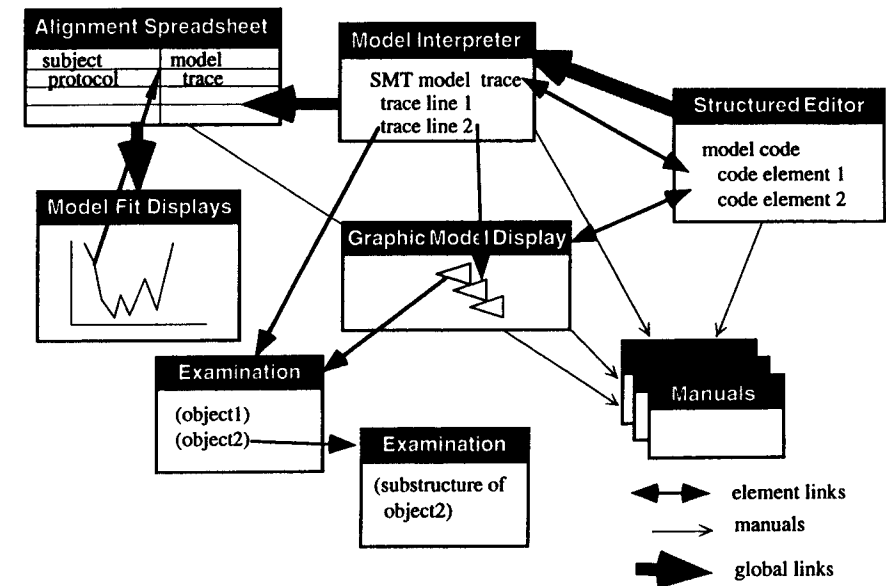 Alignment Spreadsheet
subject model
protocol trace
Model Interpreter
SMT model trace
trace line 1
trace line 2
Structured Editor
model code
code element 1
code element 2
Model Fit Displays
Graphic Model Display
Examination
(object1)
(object2)
Examination
(substructure of
object2)
Manuals
element links
manuals
global links